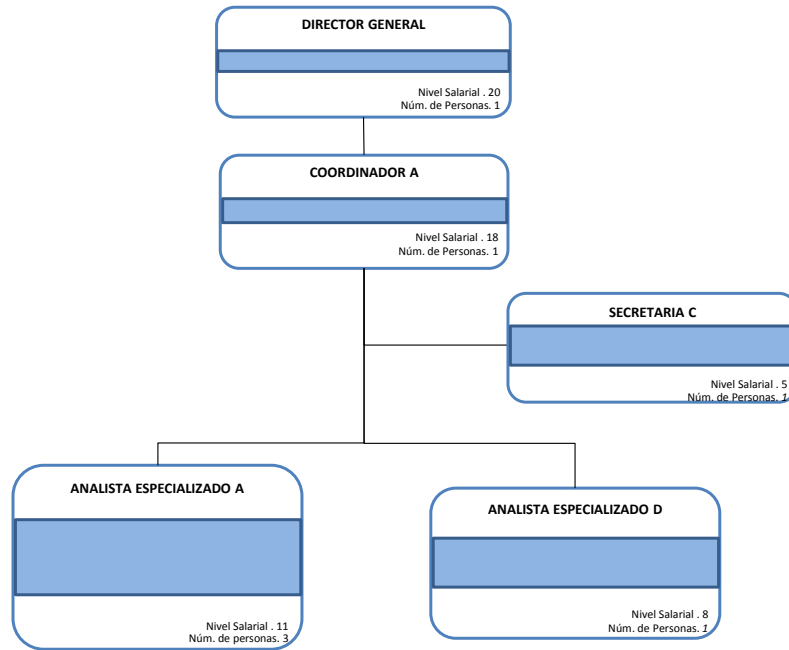 DIRECTOR GENERAL
Nivel Salarial . 20
Núm. de Personas. 1
COORDINADOR A
Nivel Salarial . 18
Núm. de Personas. 1
SECRETARIA C
Nivel Salarial . 5
Núm. de Personas. 1
ANALISTA ESPECIALIZADO A
Nivel Salarial . 11
Núm. de personas. 3
ANALISTA ESPECIALIZADO D
Nivel Salarial . 8
Núm. de Personas. 1